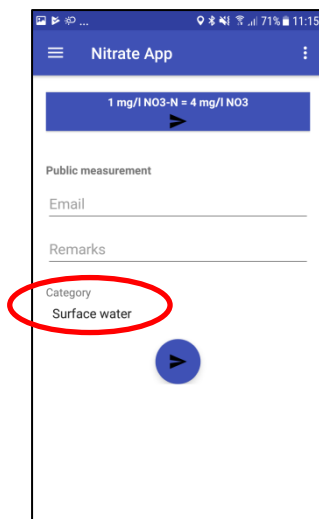 ... 71% 11:15
Nitrate App
1 mg/l NO3-N = 4 mg/l NO3
Public measurement
Email
Remarks
Category
Surface water